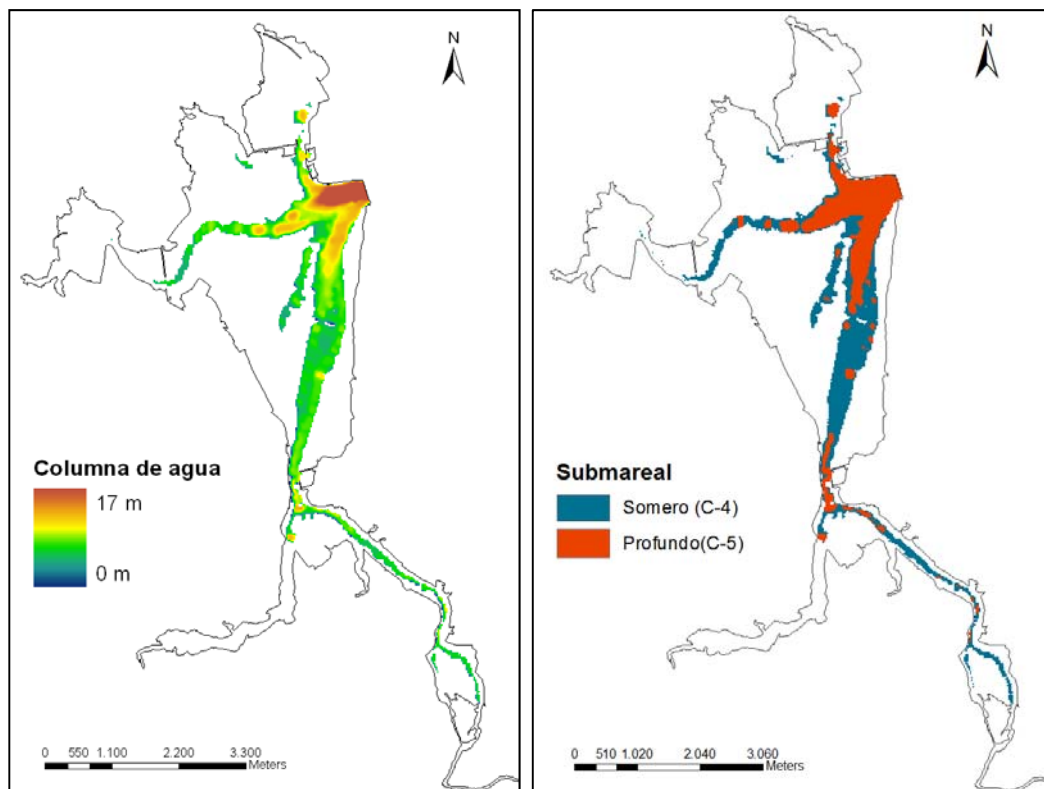 N
Columna de agua
17 m
0 m
0 550 1.100 2.200 3.300
Meters
N
Submareal
Somero (C-4)
Profundo(C-5)
0 510 1.020 2.040 3.060
Meters